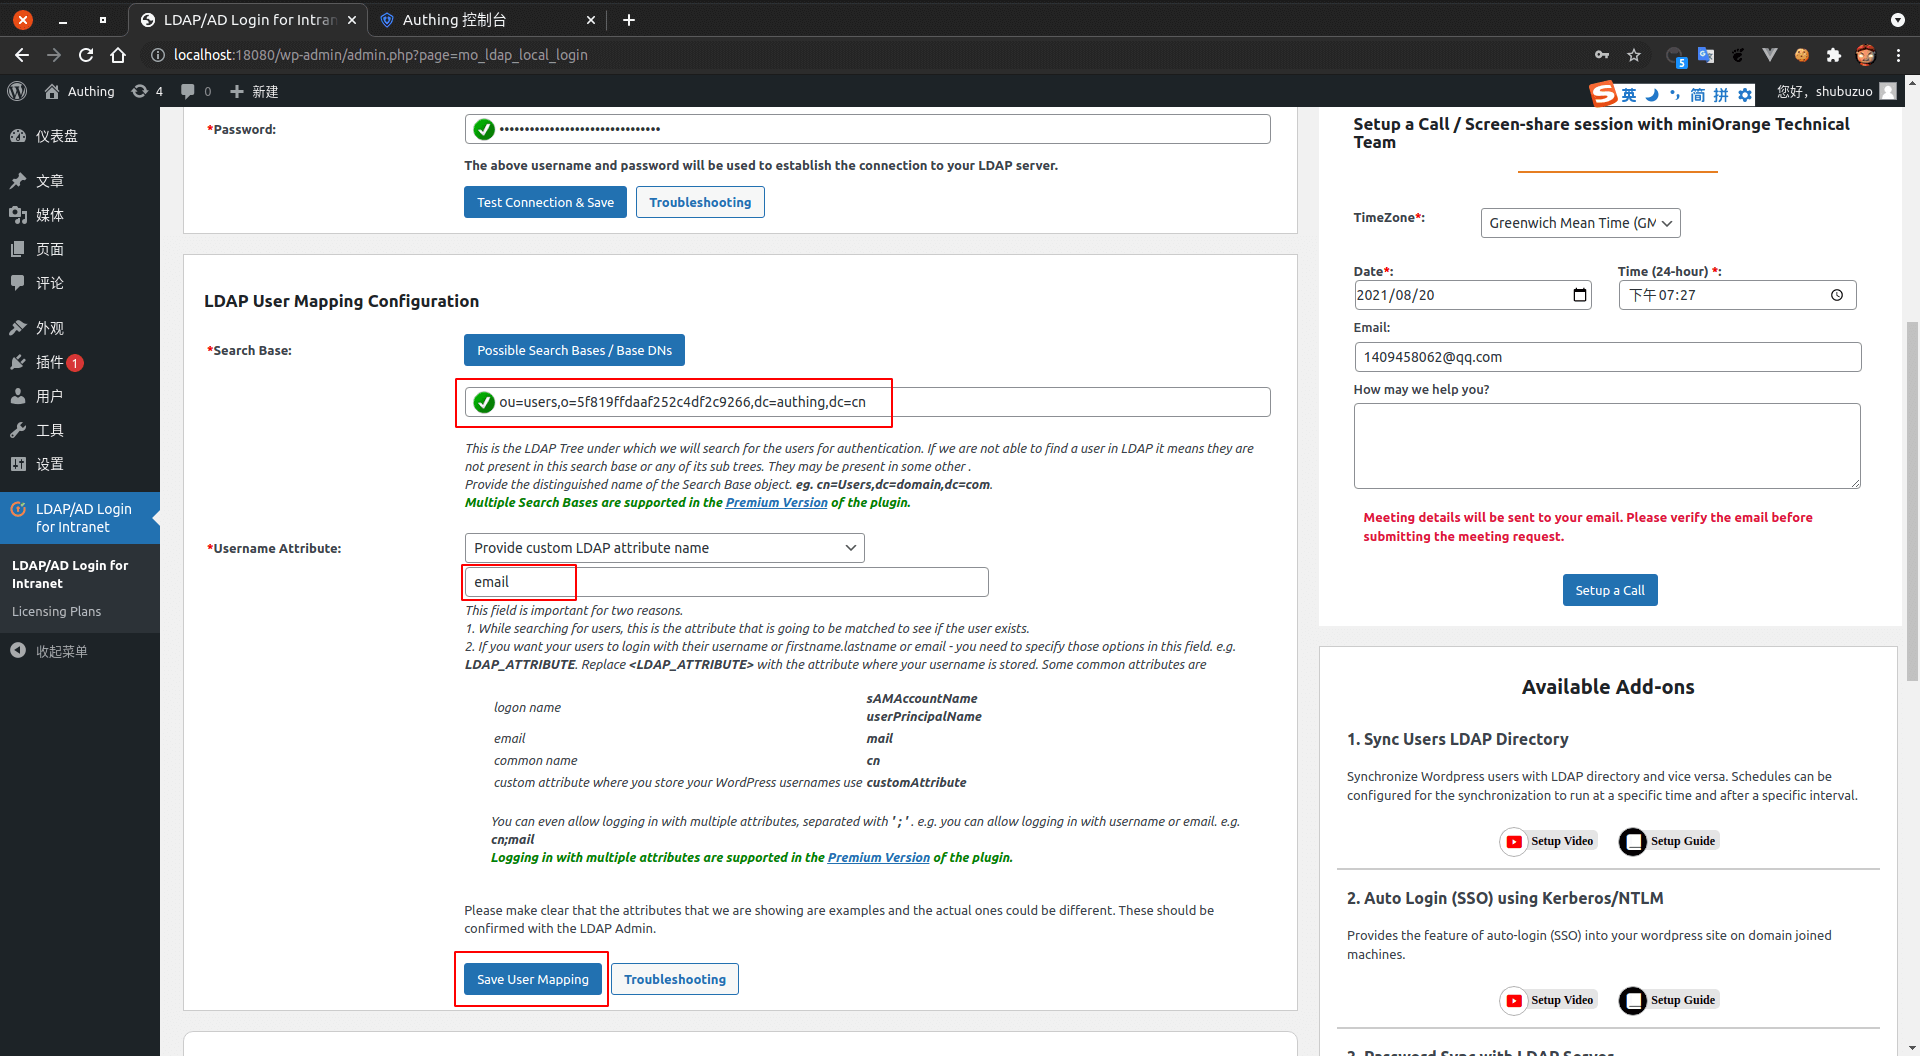 LDAP/AD Login for Intran
Authing 控制台
localhost:18080/wp-admin/admin.php?page=mo_ldap_local_login
5
Authing
4
0
新建
英
简
拼
您好，shubuzuo
仪表盘
文章
媒体
页面
评论
外观
插件 1
用户
工具
设置
LDAP/AD Login
for Intranet
LDAP/AD Login for
Intranet
Licensing Plans
收起菜单
*Password:
••••••••••••••••••••••••••••••••
The above username and password will be used to establish the connection to your LDAP server.
Test Connection & Save
Troubleshooting
LDAP User Mapping Configuration
*Search Base:
Possible Search Bases / Base DNs
ou=users,o=5f819ffdaaf252c4df2c9266,dc=authing,dc=cn
This is the LDAP Tree under which we will search for the users for authentication. If we are not able to find a user in LDAP it means they are
not present in this search base or any of its sub trees. They may be present in some other .
Provide the distinguished name of the Search Base object. eg. cn=Users,dc=domain,dc=com.
Multiple Search Bases are supported in the Premium Version of the plugin.
*Username Attribute:
Provide custom LDAP attribute name
email
This field is important for two reasons.
1. While searching for users, this is the attribute that is going to be matched to see if the user exists.
2. If you want your users to login with their username or firstname.lastname or email - you need to specify those options in this field. e.g.
LDAP_ATTRIBUTE. Replace <LDAP_ATTRIBUTE> with the attribute where your username is stored. Some common attributes are
logon name
sAMAccountName
userPrincipalName
email
mail
common name
cn
custom attribute where you store your WordPress usernames use
customAttribute
You can even allow logging in with multiple attributes, separated with ' ; ' . e.g. you can allow logging in with username or email. e.g.
cn;mail
Logging in with multiple attributes are supported in the Premium Version of the plugin.
Please make clear that the attributes that we are showing are examples and the actual ones could be different. These should be
confirmed with the LDAP Admin.
Save User Mapping
Troubleshooting
Setup a Call / Screen-share session with miniOrange Technical
Team
TimeZone*:
Greenwich Mean Time (GM
Date*:
Time (24-hour) *:
2021/08/20
下午 07:27
Email:
1409458062@qq.com
How may we help you?
Meeting details will be sent to your email. Please verify the email before
submitting the meeting request.
Setup a Call
Available Add-ons
1. Sync Users LDAP Directory
Synchronize Wordpress users with LDAP directory and vice versa. Schedules can be
configured for the synchronization to run at a specific time and after a specific interval.
Setup Video
Setup Guide
2. Auto Login (SSO) using Kerberos/NTLM
Provides the feature of auto-login (SSO) into your wordpress site on domain joined
machines.
Setup Video
Setup Guide
3. Password Sync with LDAP Server